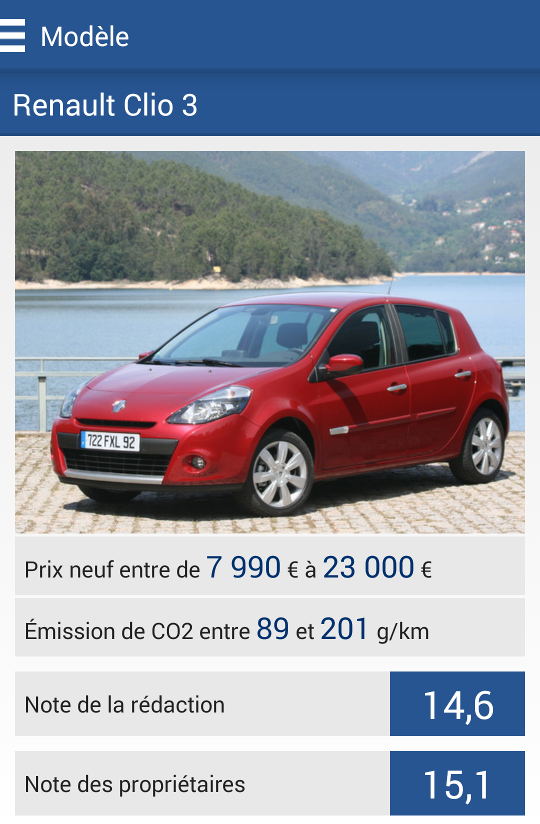 Modèle
Renault Clio 3
722 FXL 92
Prix neuf entre de 7 990 € à 23 000 €
Émission de CO2 entre 89 et 201 g/km
Note de la rédaction 14,6
Note des propriétaires 15,1